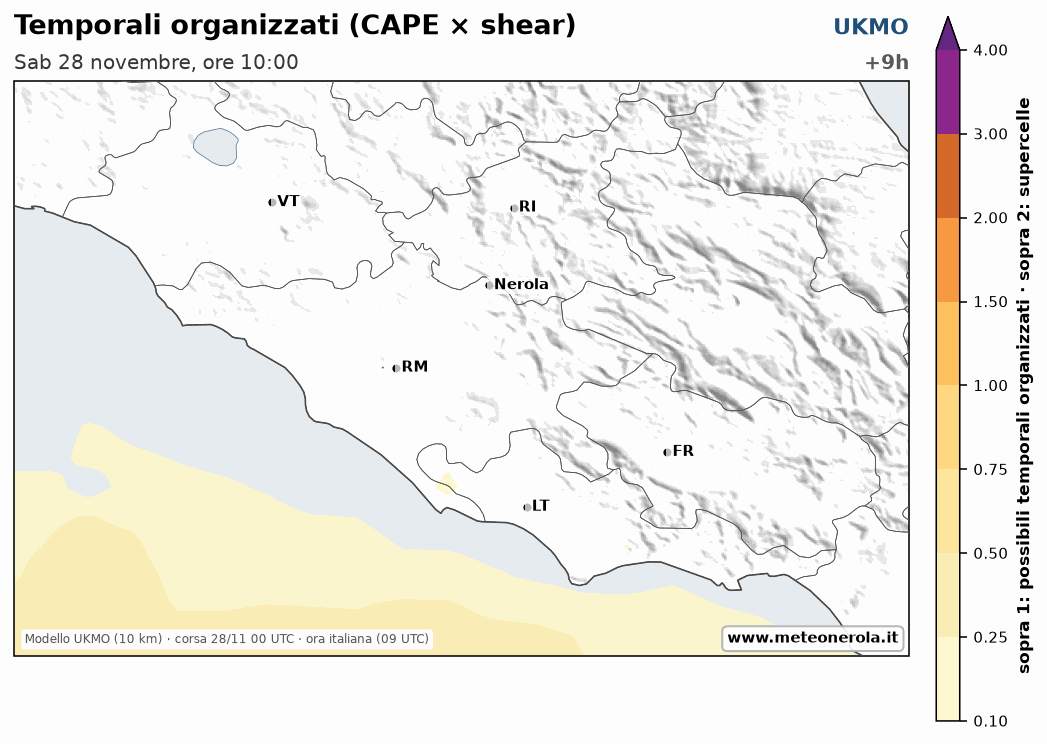 Temporali organizzati (CAPE × shear)
UKMO
Sab 28 novembre, ore 10:00
+9h
4.00
3.00
2.00
1.50
1.00
0.75
0.50
0.25
0.10
sopra 1: possibili temporali organizzati · sopra 2: supercelle
VT
RI
Nerola
RM
FR
LT
Modello UKMO (10 km) · corsa 28/11 00 UTC · ora italiana (09 UTC)
www.meteonerola.it